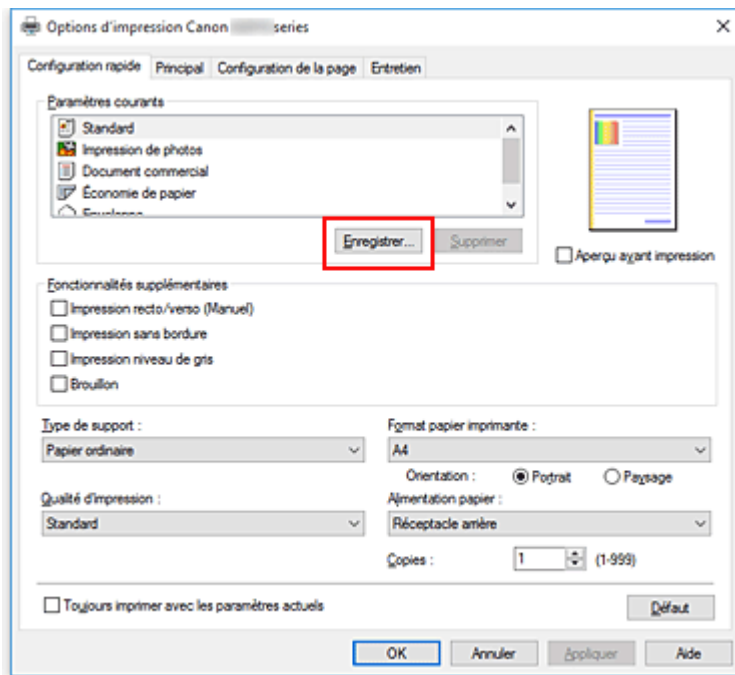 Options d'impression Canon series
Configuration rapide Principal Configuration de la page Entretien
Paramètres courants
Standard
Impression de photos
Document commercial
Économie de papier
Enregistrer... Supprimer
Aperçu avant impression
Fonctionnalités supplémentaires
Impression recto/verso (Manuel)
Impression sans bordure
Impression niveau de gris
Brouillon
Type de support : Format papier imprimante :
Papier ordinaire A4
Orientation : Portrait Paysage
Qualité d'impression : Alimentation papier :
Standard Réceptacle arrière
Copies : 1 (1-999)
Toujours imprimer avec les paramètres actuels Défaut
OK Annuler Appliquer Aide